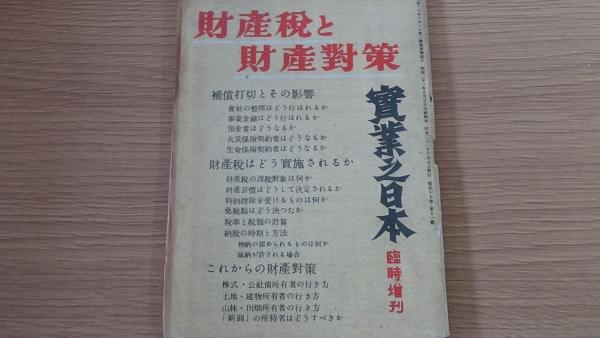 財産税と
財産對策
補償打切とその影響
會社の整理はどう行はれるか
事業金融はどう行はれるか
預金者はどうなるか
火災保險契約者はどうなるか
生命保險契約者はどうなるか
財産税はどう實施されるか
財産税の課税對象は何か
財産評價はどうして決定されるか
特別控除を受けるものは何か
免税點はどう決つたか
税率と税額の計算
納税の時期と方法
物納の認められるものは何か
延納が許される場合
これからの財産對策
株式・公社債所有者の行き方
土地・建物所有者の行き方
山林・田畑所有者の行き方
「新圓」の所持者はどうすべきか
實業之日本
臨時増刊